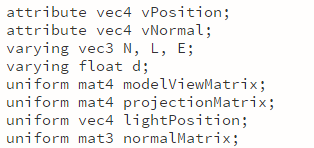 attribute vec4 vPosition;
attribute vec4 vNormal;
varying vec3 N, L, E;
varying float d;
uniform mat4 modelViewMatrix;
uniform mat4 projectionMatrix;
uniform vec4 lightPosition;
uniform mat3 normalMatrix;